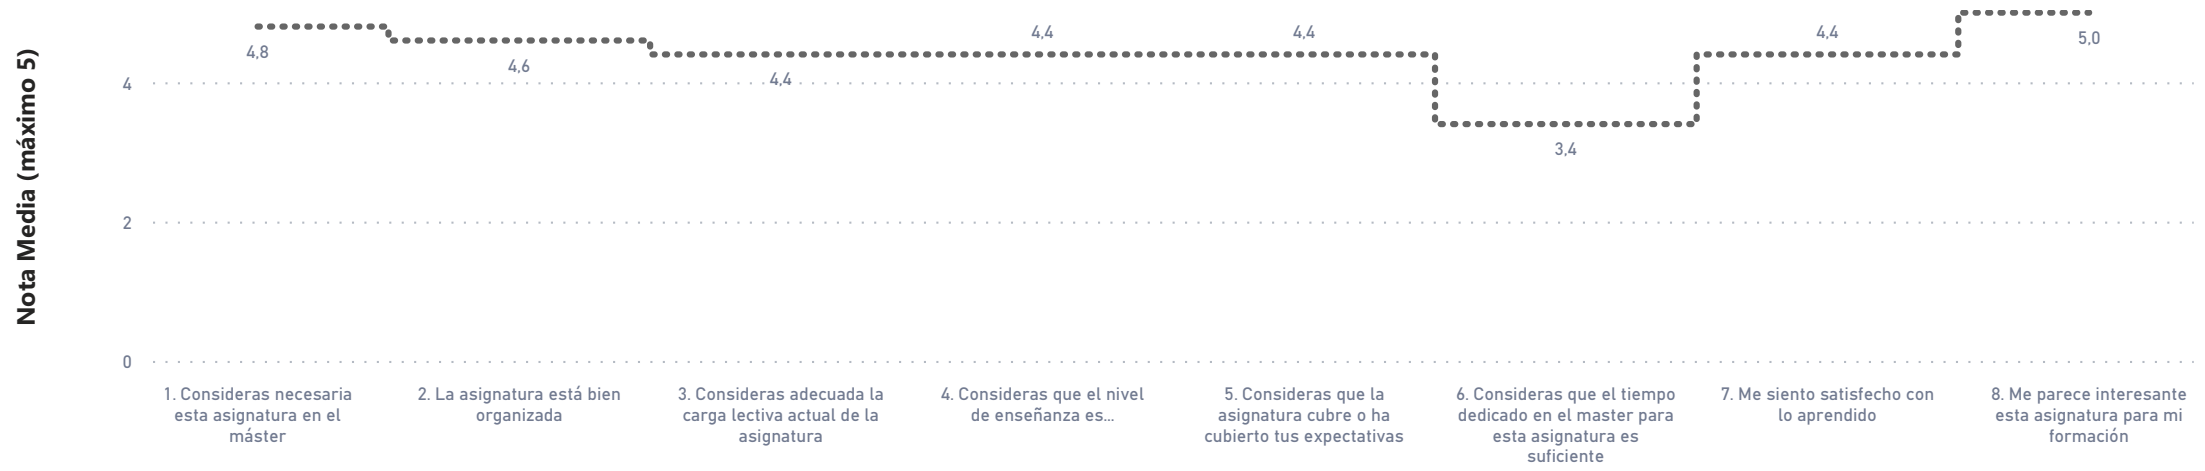 Nota Media (máximo 5)
4
2
0
4,8
4,6
4,4
4,4
4,4
3,4
4,4
5,0
1. Consideras necesaria
esta asignatura en el
máster
2. La asignatura está bien
organizada
3. Consideras adecuada la
carga lectiva actual de la
asignatura
4. Consideras que el nivel
de enseñanza es...
5. Consideras que la
asignatura cubre o ha
cubierto tus expectativas
6. Consideras que el tiempo
dedicado en el master para
esta asignatura es
suficiente
7. Me siento satisfecho con
lo aprendido
8. Me parece interesante
esta asignatura para mi
formación